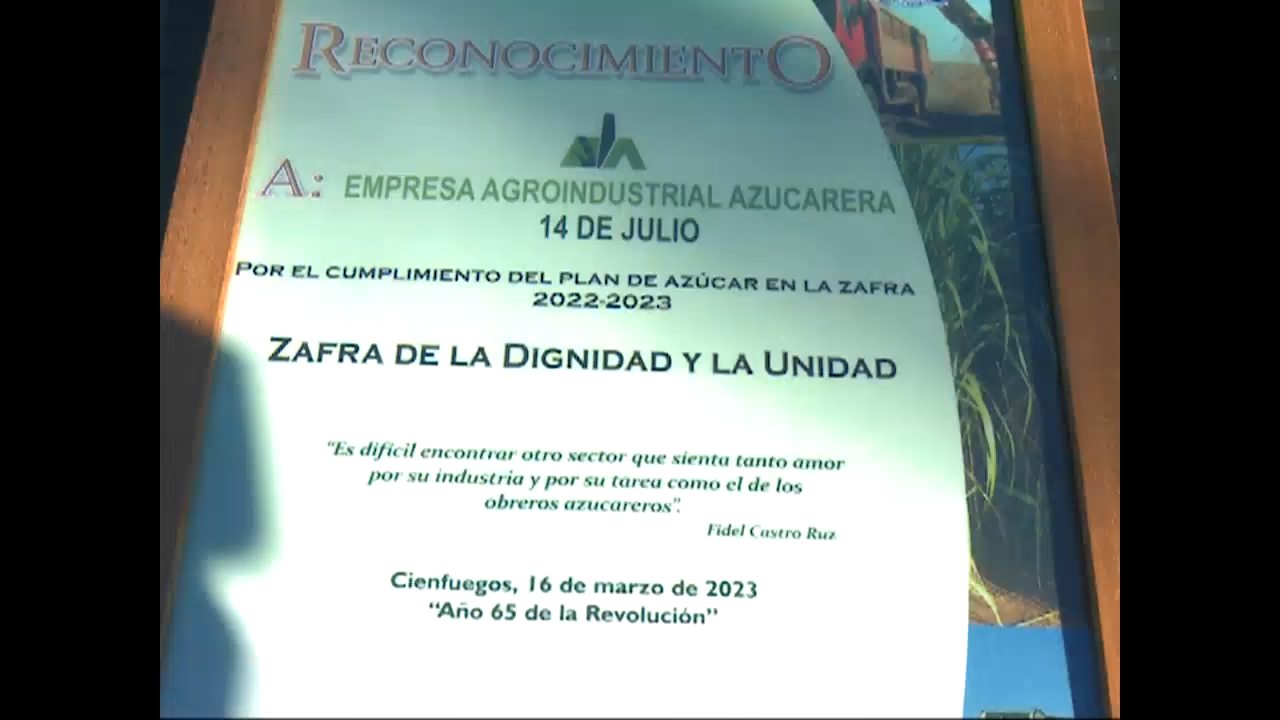 RECONOCIMIENTO
A: EMPRESA AGROINDUSTRIAL AZUCARERA
14 DE JULIO
POR EL CUMPLIMIENTO DEL PLAN DE AZÚCAR EN LA ZAFRA
2022-2023
ZAFRA DE LA DIGNIDAD Y LA UNIDAD
"Es difícil encontrar otro sector que sienta tanto amor
por su industria y por su tarea como el de los
obreros azucareros".
Fidel Castro Ruz
Cienfuegos, 16 de marzo de 2023
"Año 65 de la Revolución"